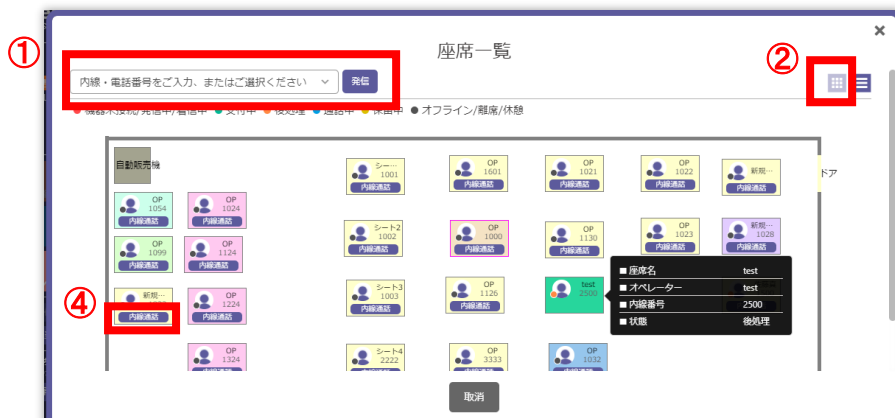 ①
座席一覧
②
内線・電話番号をご入力、またはご選択ください
発信
機器未接続/発信中/着信中 受付中 後処理 通話中 保留中 オフライン/離席/休憩
自動販売機
ドア
シー… 1001 内線通話
OP 1601 内線通話
OP 1021 内線通話
OP 1022 内線通話
新規… 内線通話
OP 1054 内線通話
OP 1024 内線通話
シート2 1002 内線通話
OP 1000 内線通話
OP 1130 内線通話
OP 1023 内線通話
新規… 1028 内線通話
OP 1099 内線通話
OP 1124 内線通話
④
新規… 内線通話
OP 1224 内線通話
シート3 1003 内線通話
OP 1126 内線通話
test 2500
■ 座席名 test
■ オペレーター test
■ 内線番号 2500
■ 状態 後処理
OP 1324
シート4 2222
OP 3333
OP 1032
取消